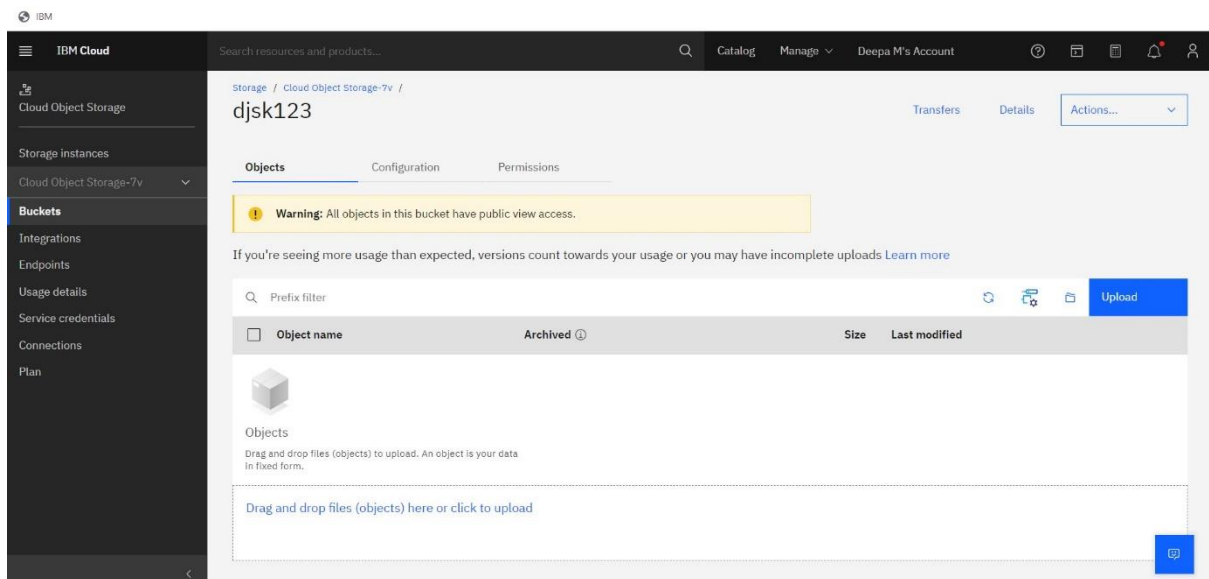 IBM
IBM Cloud
Search resources and products...
Catalog
Manage
Deepa M's Account
Cloud Object Storage
Storage instances
Cloud Object Storage-7v
Buckets
Integrations
Endpoints
Usage details
Service credentials
Connections
Plan
Storage / Cloud Object Storage-7v /
djsk123
Transfers
Details
Actions...
Objects
Configuration
Permissions
Warning: All objects in this bucket have public view access.
If you're seeing more usage than expected, versions count towards your usage or you may have incomplete uploads Learn more
Prefix filter
Upload
Object name
Archived
Size
Last modified
Objects
Drag and drop files (objects) to upload. An object is your data
in fixed form.
Drag and drop files (objects) here or click to upload